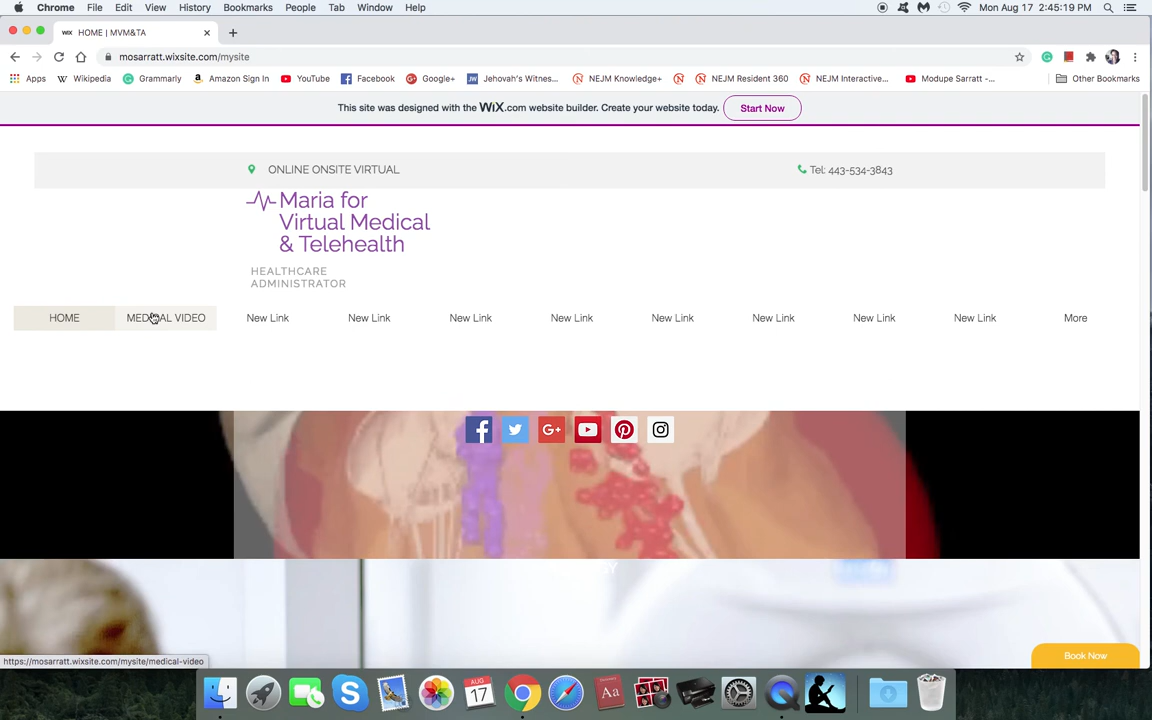 Chrome File Edit View History Bookmarks People Tab Window Help Mon Aug 17 2:45:19 PM
WiX HOME | MVM&TA
mosarratt.wixsite.com/mysite
Apps W Wikipedia Grammarly a Amazon Sign In YouTube Facebook G+ Google+ JW Jehovah's Witnes... NEJM Knowledge+ NEJM Resident 360 NEJM Interactive... Modupe Sarratt -... Other Bookmarks
This site was designed with the WiX.com website builder. Create your website today. Start Now
ONLINE ONSITE VIRTUAL Tel: 443-534-3843
Maria for
Virtual Medical
& Telehealth
HEALTHCARE
ADMINISTRATOR
HOME MEDICAL VIDEO New Link New Link New Link New Link New Link New Link New Link New Link More
f G+
Book Now
https://mosarratt.wixsite.com/mysite/medical-video
S AUG 17 Aa